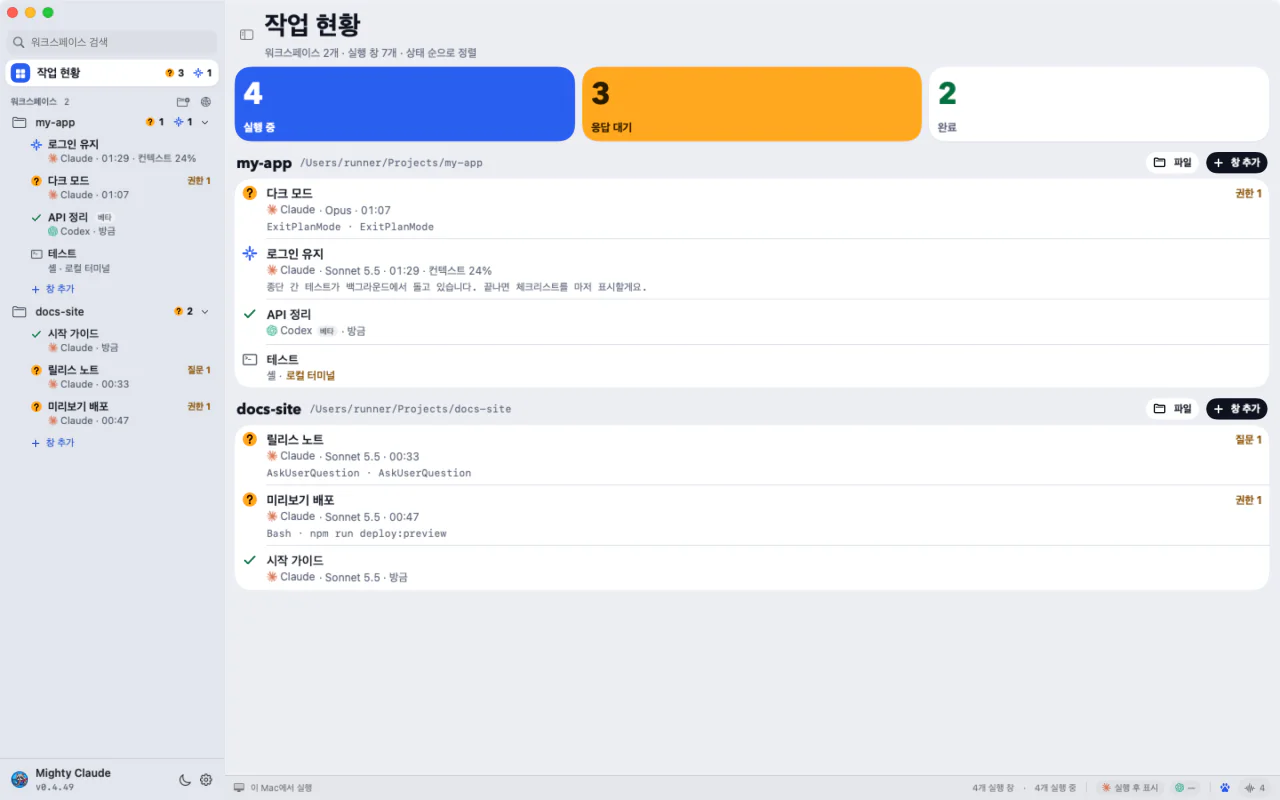 워크스페이스 검색
작업 현황
? 3
1
워크스페이스 2
my-app
? 1
1
로그인 유지
Claude · 01:29 · 컨텍스트 24%
다크 모드
권한 1
Claude · 01:07
API 정리 베타
Codex · 방금
테스트
셸 · 로컬 터미널
+ 창 추가
docs-site
? 2
시작 가이드
Claude · 방금
릴리스 노트
질문 1
Claude · 00:33
미리보기 배포
권한 1
Claude · 00:47
+ 창 추가
Mighty Claude
v0.4.49
작업 현황
워크스페이스 2개 · 실행 창 7개 · 상태 순으로 정렬
4
실행 중
3
응답 대기
2
완료
my-app /Users/runner/Projects/my-app
파일
+ 창 추가
? 다크 모드
권한 1
Claude · Opus · 01:07
ExitPlanMode · ExitPlanMode
로그인 유지
Claude · Sonnet 5.5 · 01:29 · 컨텍스트 24%
종단 간 테스트가 백그라운드에서 돌고 있습니다. 끝나면 체크리스트를 마저 표시할게요.
API 정리
Codex 베타 · 방금
테스트
셸 · 로컬 터미널
docs-site /Users/runner/Projects/docs-site
파일
+ 창 추가
? 릴리스 노트
질문 1
Claude · Sonnet 5.5 · 00:33
AskUserQuestion · AskUserQuestion
? 미리보기 배포
권한 1
Claude · Sonnet 5.5 · 00:47
Bash · npm run deploy:preview
시작 가이드
Claude · Sonnet 5.5 · 방금
이 Mac에서 실행
4개 실행 창 · 4개 실행 중
실행 후 표시
—
4